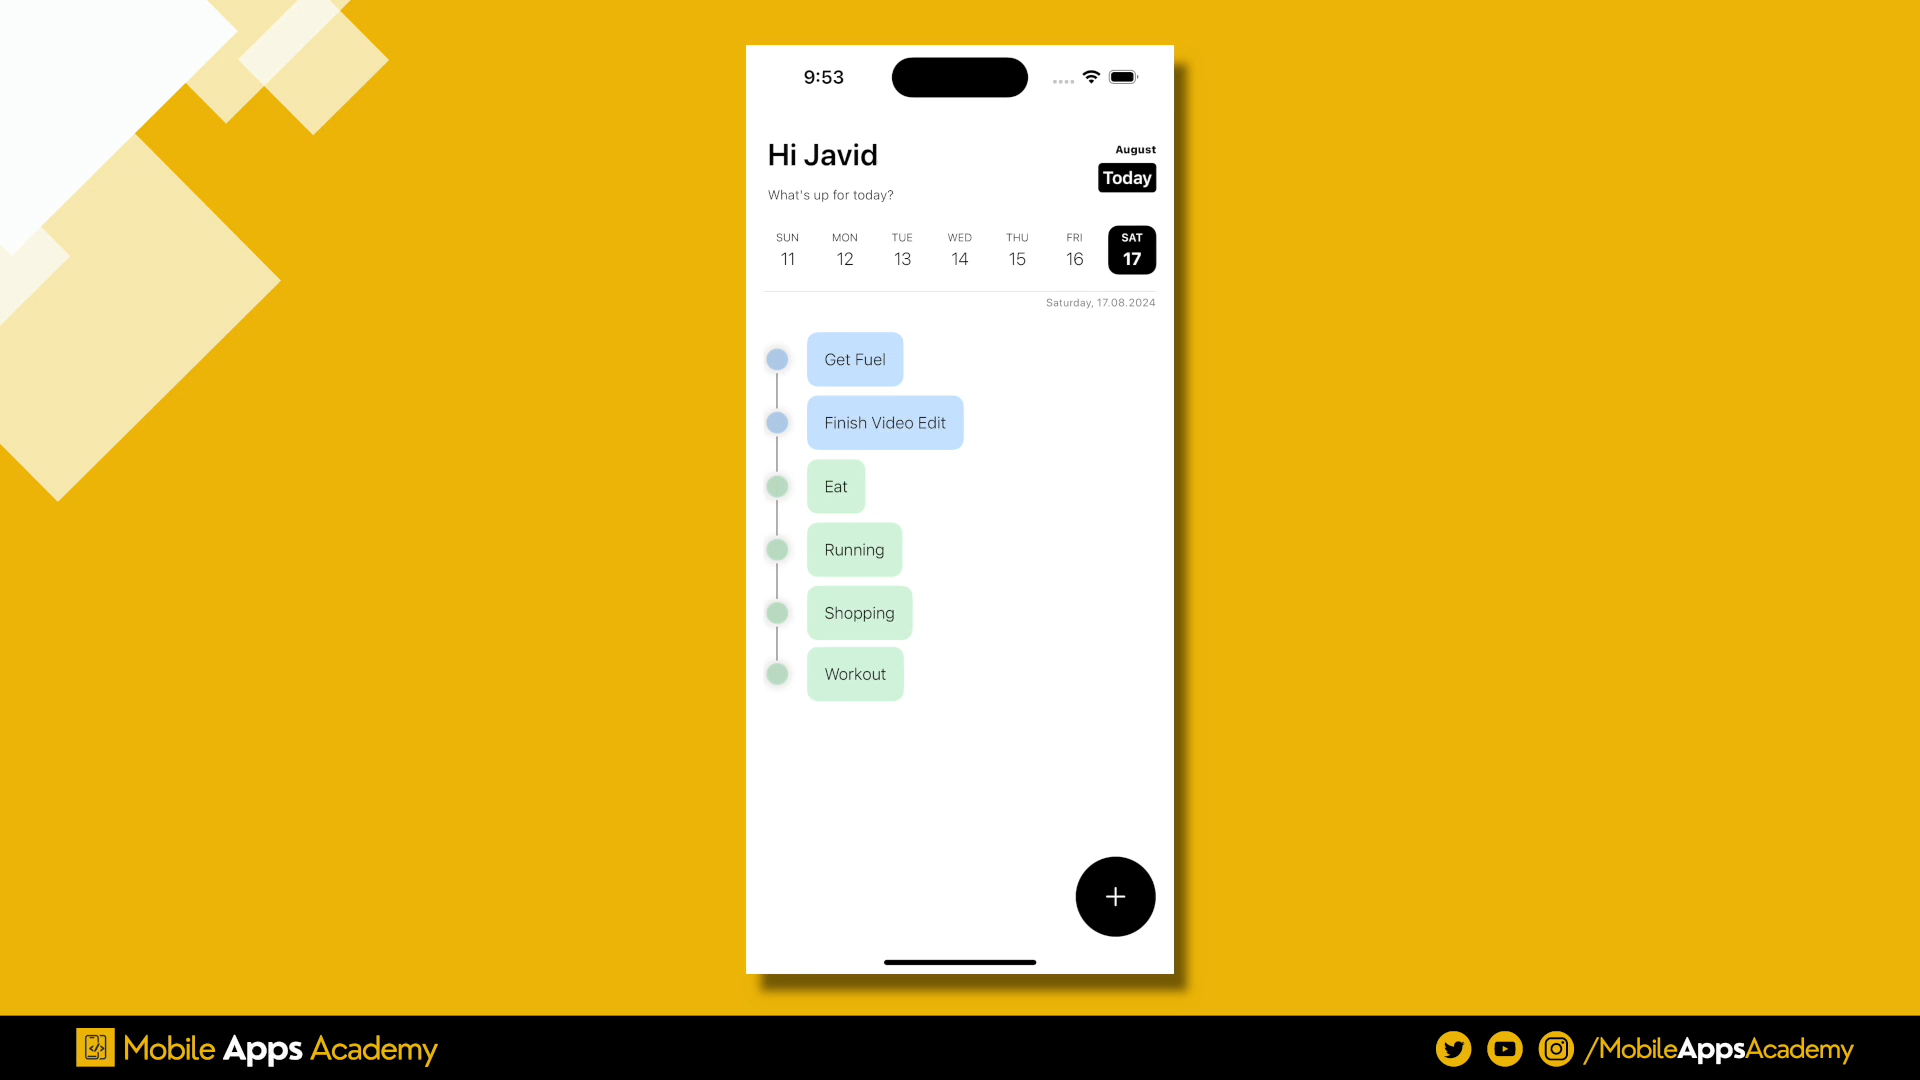 9:53
Hi Javid
August
Today
What's up for today?
SUN MON TUE WED THU FRI SAT
11 12 13 14 15 16 17
Saturday, 17.08.2024
Get Fuel
Finish Video Edit
Eat
Running
Shopping
Workout
Mobile Apps Academy
/MobileAppsAcademy